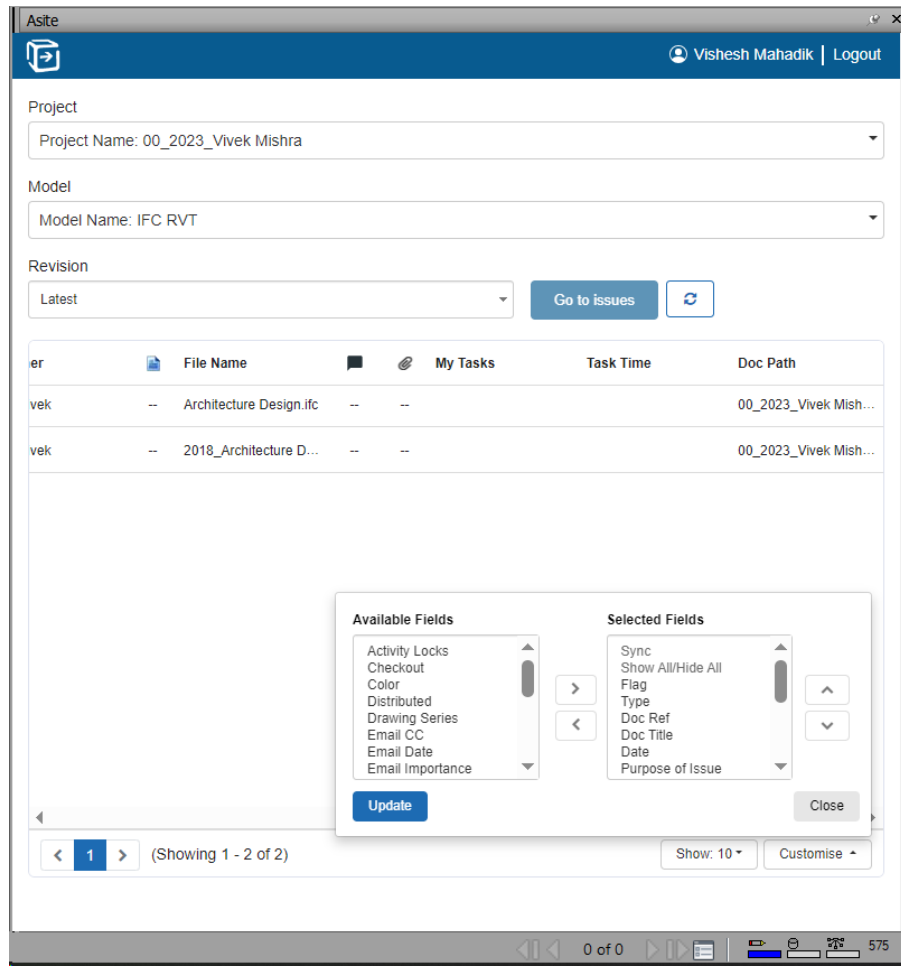 Asite
Vishesh Mahadik | Logout
Project
Project Name: 00_2023_Vivek Mishra
Model
Model Name: IFC RVT
Revision
Latest
Go to issues
er File Name My Tasks Task Time Doc Path
vek -- Architecture Design.ifc -- -- 00_2023_Vivek Mish...
vek -- 2018_Architecture D... -- -- 00_2023_Vivek Mish...
Available Fields Selected Fields
Activity Locks Sync
Checkout Show All/Hide All
Color Flag
Distributed Type
Drawing Series Doc Ref
Email CC Doc Title
Email Date Date
Email Importance Purpose of Issue
Update Close
1 (Showing 1 - 2 of 2) Show: 10 Customise
0 of 0 575